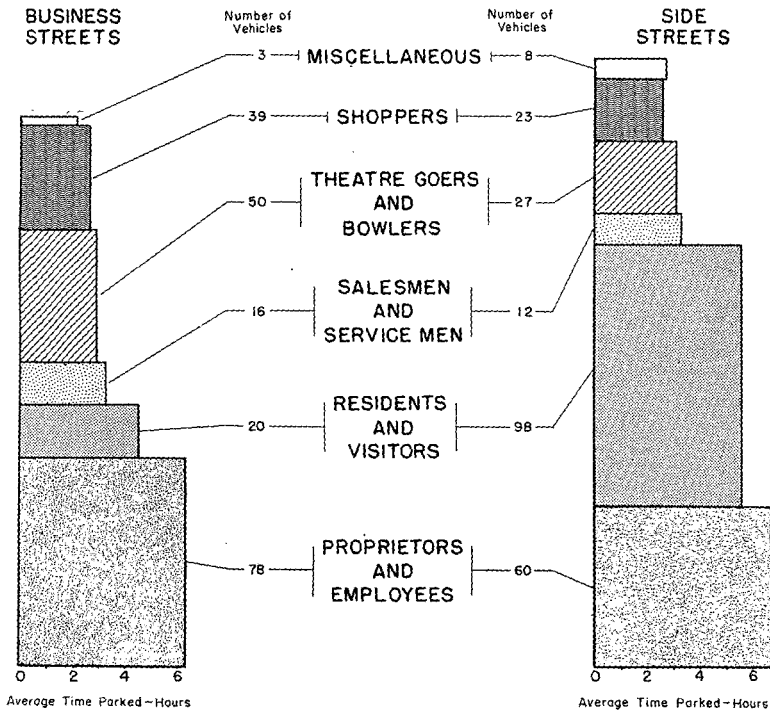 BUSINESS
STREETS
Number of
Vehicles
Number of
Vehicles
SIDE
STREETS
3 MISCELLANEOUS 8
39 SHOPPERS 23
50 THEATRE GOERS
AND
BOWLERS 27
16 SALESMEN
AND
SERVICE MEN 12
20 RESIDENTS
AND
VISITORS 98
78 PROPRIETORS
AND
EMPLOYEES 60
0 2 4 6
Average Time Parked-Hours
0 2 4 6
Average Time Parked-Hours